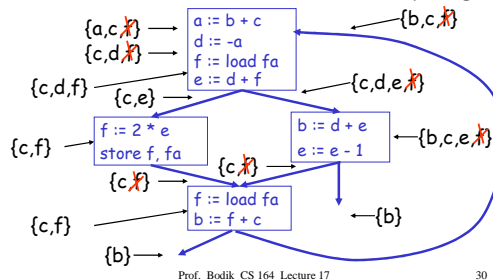 {b,c,f}
{a,c,f}
a := b + c
{c,d,f}
d := -a
f := load fa
{c,d,f}
e := d + f
{c,d,e,f}
{c,e}
f := 2 * e
store f, fa
b := d + e
e := e - 1
{c,f}
{b,c,e,f}
{c,f}
{c,f}
f := load fa
b := f + c
{c,f}
{b}
{b}
Prof. Bodik CS 164 Lecture 17
30